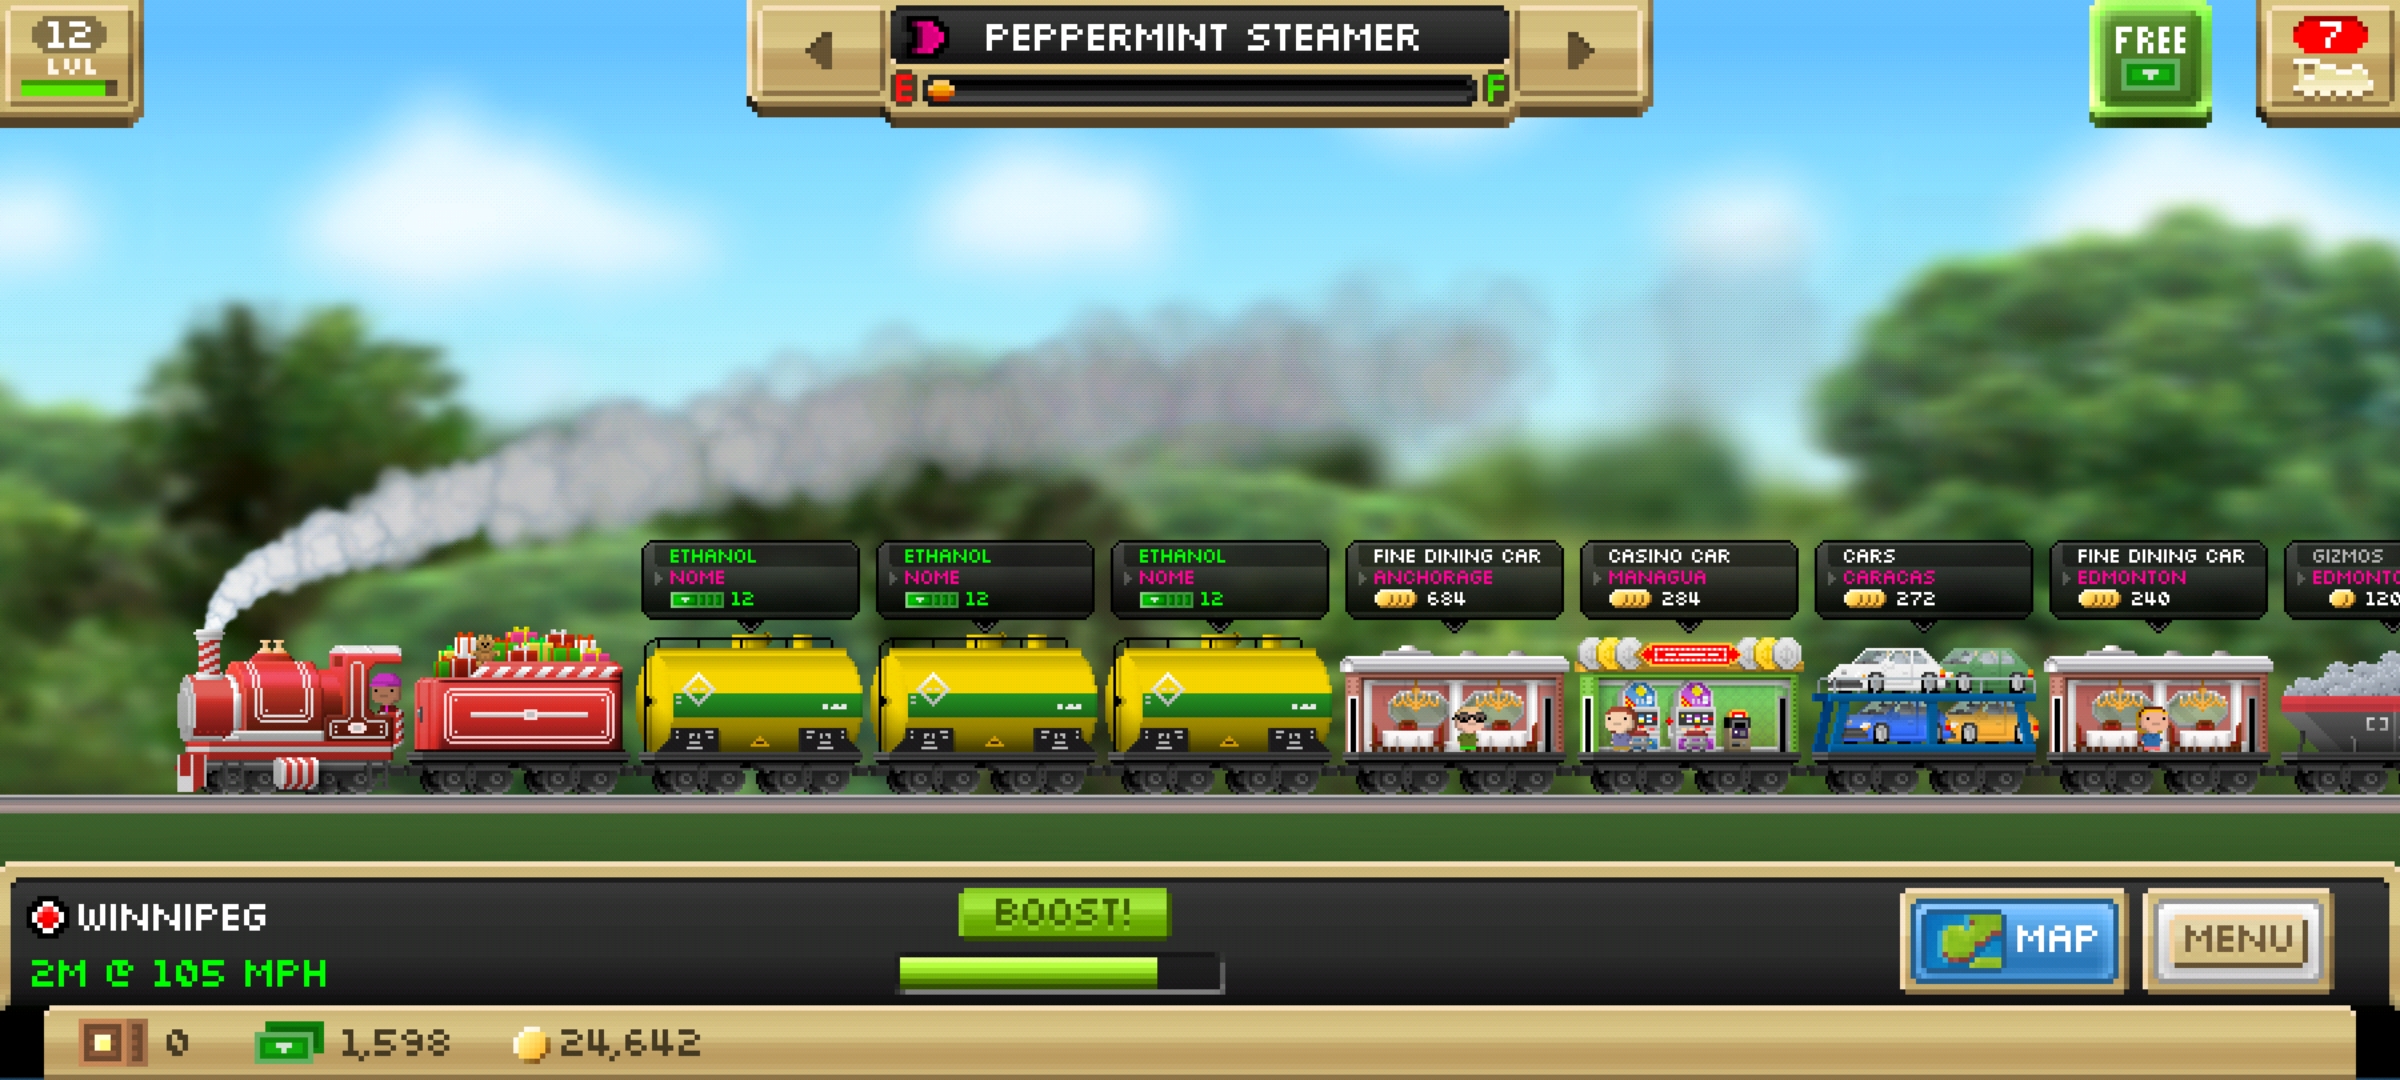 12
LVL
PEPPERMINT STEAMER
E
F
FREE
7
ETHANOL
NOME
12
ETHANOL
NOME
12
ETHANOL
NOME
12
FINE DINING CAR
ANCHORAGE
684
CASINO CAR
MANAGUA
284
CARS
CARACAS
272
FINE DINING CAR
EDMONTON
240
GIZMOS
EDMONTO
120
WINNIPEG
2M @ 105 MPH
BOOST!
MAP
MENU
0
1,598
24,642